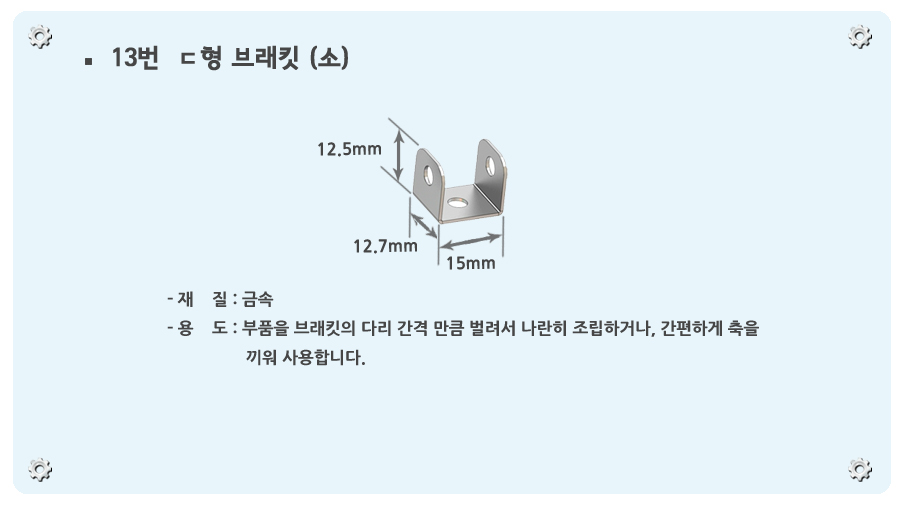 ▪ 13번 ㄷ형 브래킷 (소)
12.5mm
12.7mm
15mm
- 재 질 : 금속
- 용 도 : 부품을 브래킷의 다리 간격 만큼 벌려서 나란히 조립하거나, 간편하게 축을
끼워 사용합니다.